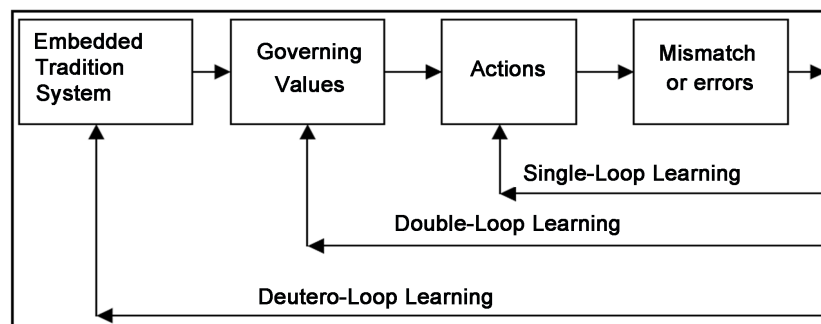 Embedded
Tradition
System
Governing
Values
Actions
Mismatch
or errors
Single-Loop Learning
Double-Loop Learning
Deutero-Loop Learning